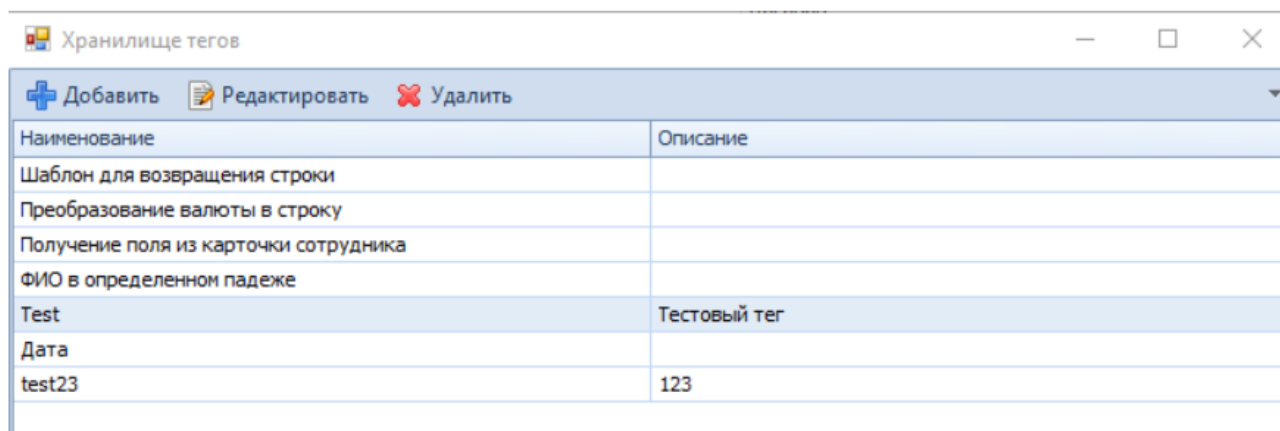 Хранилище тегов
Добавить Редактировать Удалить
Наименование Описание
Шаблон для возвращения строки
Преобразование валюты в строку
Получение поля из карточки сотрудника
ФИО в определенном падеже
Test Тестовый тег
Дата
test23 123